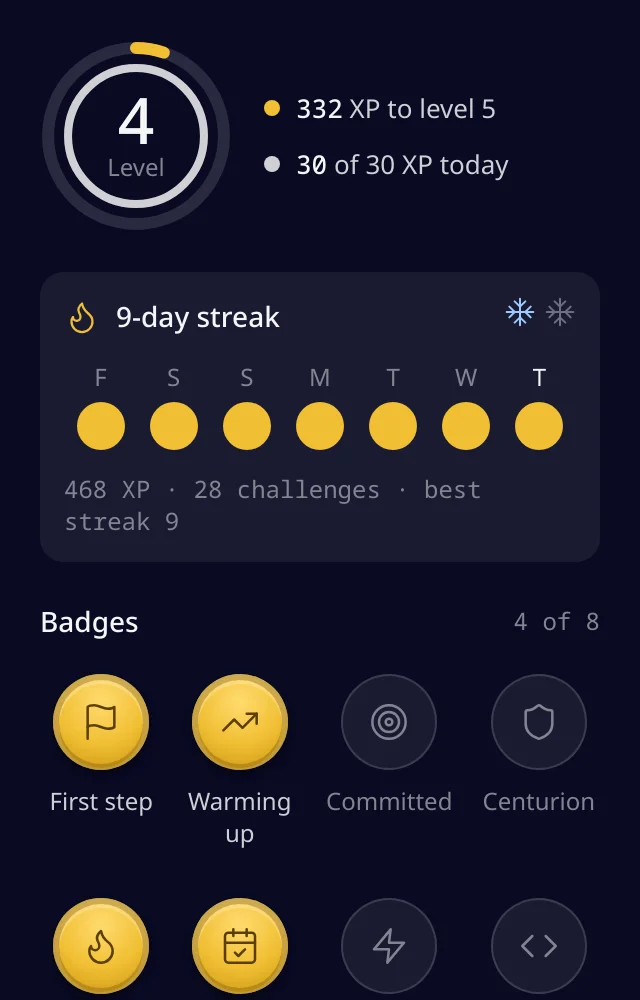 4
Level
332 XP to level 5
30 of 30 XP today
9-day streak
F S S M T W T
468 XP · 28 challenges · best
streak 9
Badges 4 of 8
First step Warming up Committed Centurion